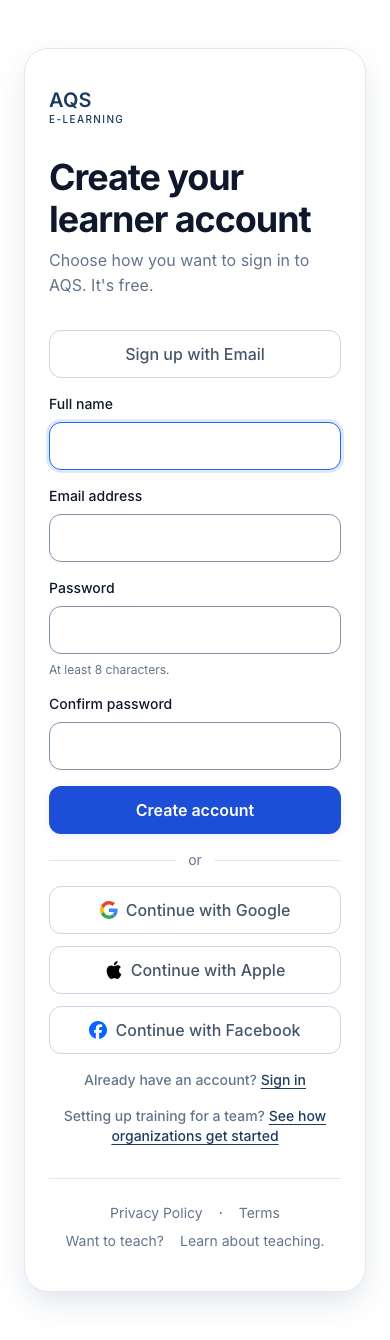 AQS
E-LEARNING
Create your
learner account
Choose how you want to sign in to
AQS. It's free.
Sign up with Email
Full name
Email address
Password
At least 8 characters.
Confirm password
Create account
or
Continue with Google
Continue with Apple
Continue with Facebook
Already have an account? Sign in
Setting up training for a team? See how
organizations get started
Privacy Policy · Terms
Want to teach? Learn about teaching.